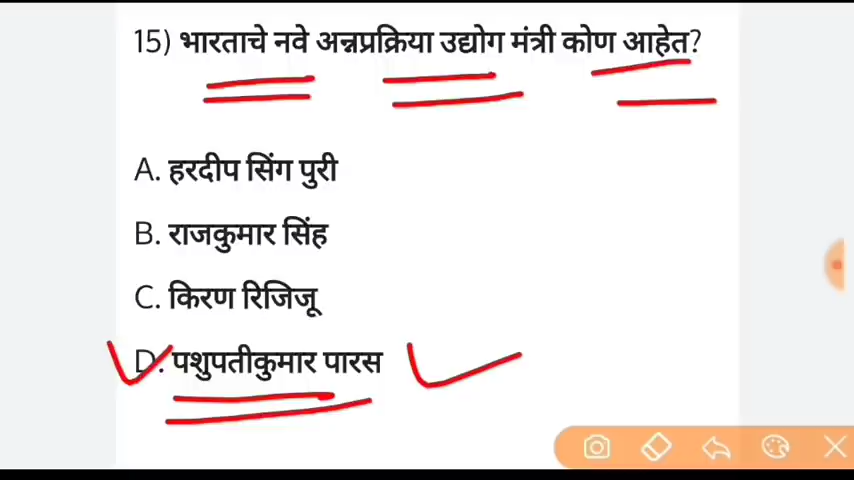 15) भारताचे नवे अन्नप्रक्रिया उद्योग मंत्री कोण आहेत?
A. हरदीप सिंग पुरी
B. राजकुमार सिंह
C. किरण रिजिजू
D. पशुपतीकुमार पारस